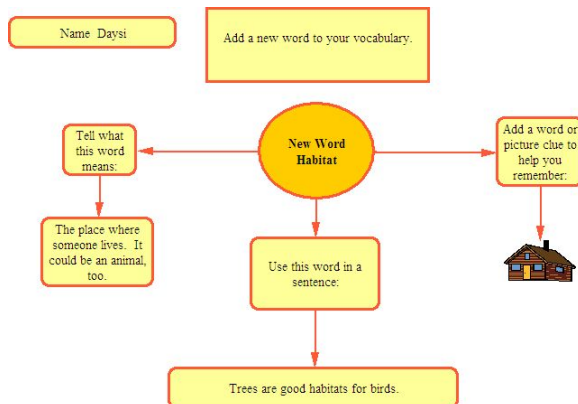 Name Daysi
Add a new word to your vocabulary.
Tell what
this word
means:
New Word
Habitat
Add a word or
picture clue to
help you
remember:
The place where
someone lives. It
could be an animal,
too.
Use this word in a
sentence:
Trees are good habitats for birds.